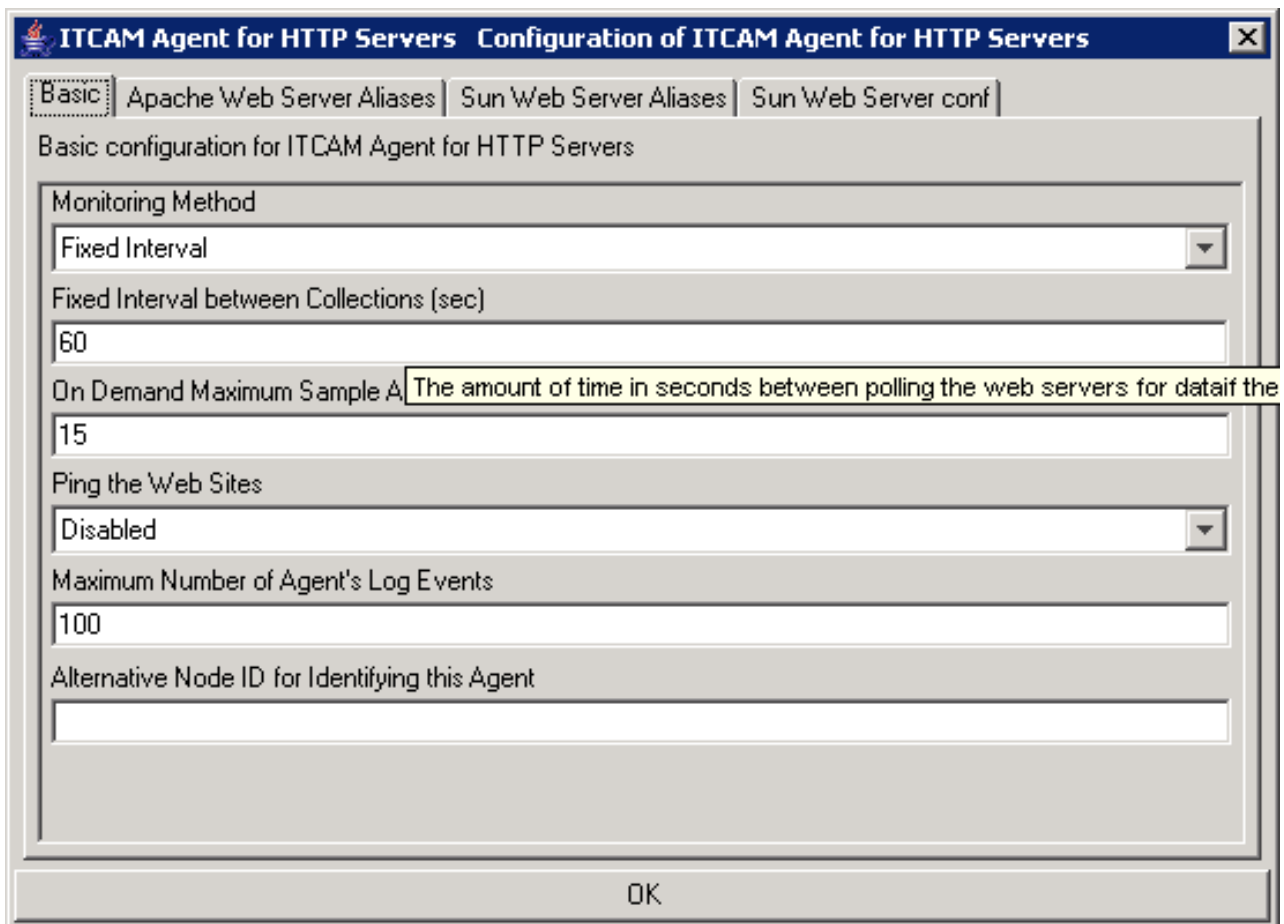 ITCAM Agent for HTTP Servers   Configuration of ITCAM Agent for HTTP Servers
Basic Apache Web Server Aliases Sun Web Server Aliases Sun Web Server conf
Basic configuration for ITCAM Agent for HTTP Servers
Monitoring Method
Fixed Interval
Fixed Interval between Collections (sec)
60
On Demand Maximum Sample A
The amount of time in seconds between polling the web servers for dataif the
15
Ping the Web Sites
Disabled
Maximum Number of Agent's Log Events
100
Alternative Node ID for Identifying this Agent
OK